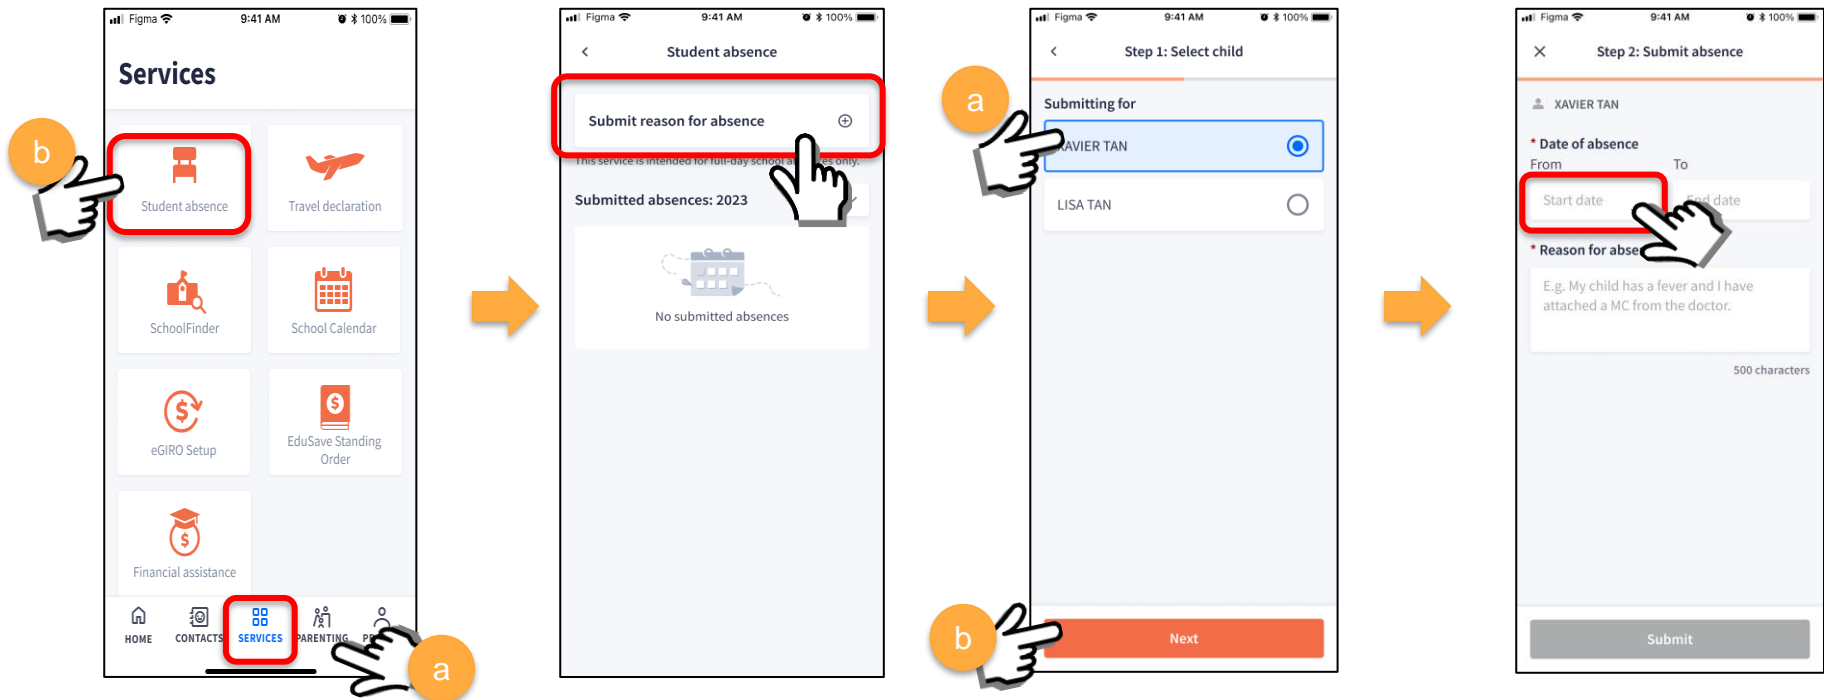 Figma 9:41 AM 100%
Services
b
Student absence
Travel declaration
SchoolFinder
School Calendar
eGIRO Setup
EduSave Standing
Order
Financial assistance
HOME CONTACTS SERVICES PARENTING
a
Figma 9:41 AM 100%
Student absence
Submit reason for absence
This service is intended for full-day school only.
Submitted absences: 2023
No submitted absences
Figma 9:41 AM 100%
Step 1: Select child
a
Submitting for
XAVIER TAN
LISA TAN
b
Next
Figma 9:41 AM 100%
Step 2: Submit absence
XAVIER TAN
* Date of absence
From To
Start date End date
* Reason for
E.g. My child has a fever and I have
attached a MC from the doctor.
500 characters
Submit